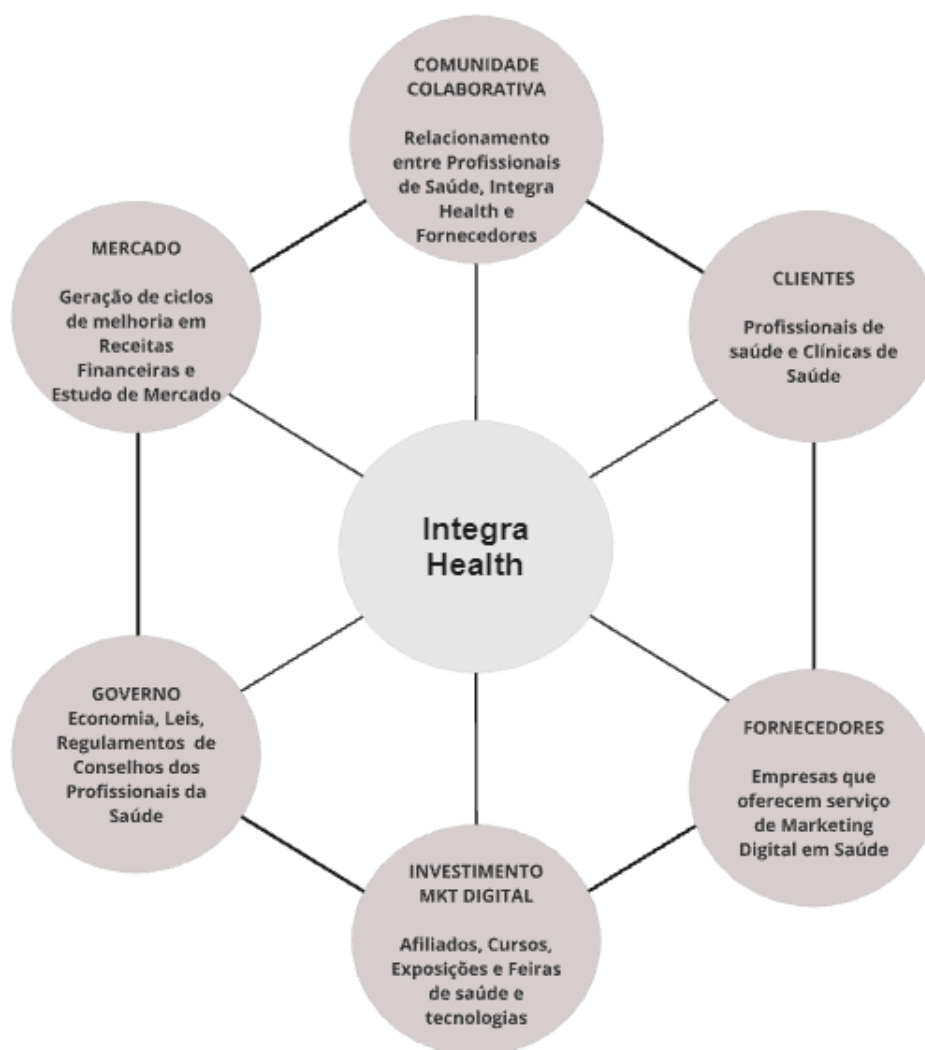 COMUNIDADE
COLABORATIVA
Relacionamento
entre Profissionais
de Saúde, Integra
Health e
Fornecedores
MERCADO
Geração de ciclos
de melhoria em
Receitas
Financeiras e
Estudo de Mercado
CLIENTES
Profissionais de
saúde e Clínicas de
Saúde
Integra
Health
GOVERNO
Economia, Leis,
Regulamentos de
Conselhos dos
Profissionais da
Saúde
FORNECEDORES
Empresas que
oferecem serviço
de Marketing
Digital em Saúde
INVESTIMENTO
MKT DIGITAL
Afiliados, Cursos,
Exposições e Feiras
de saúde e
tecnologias